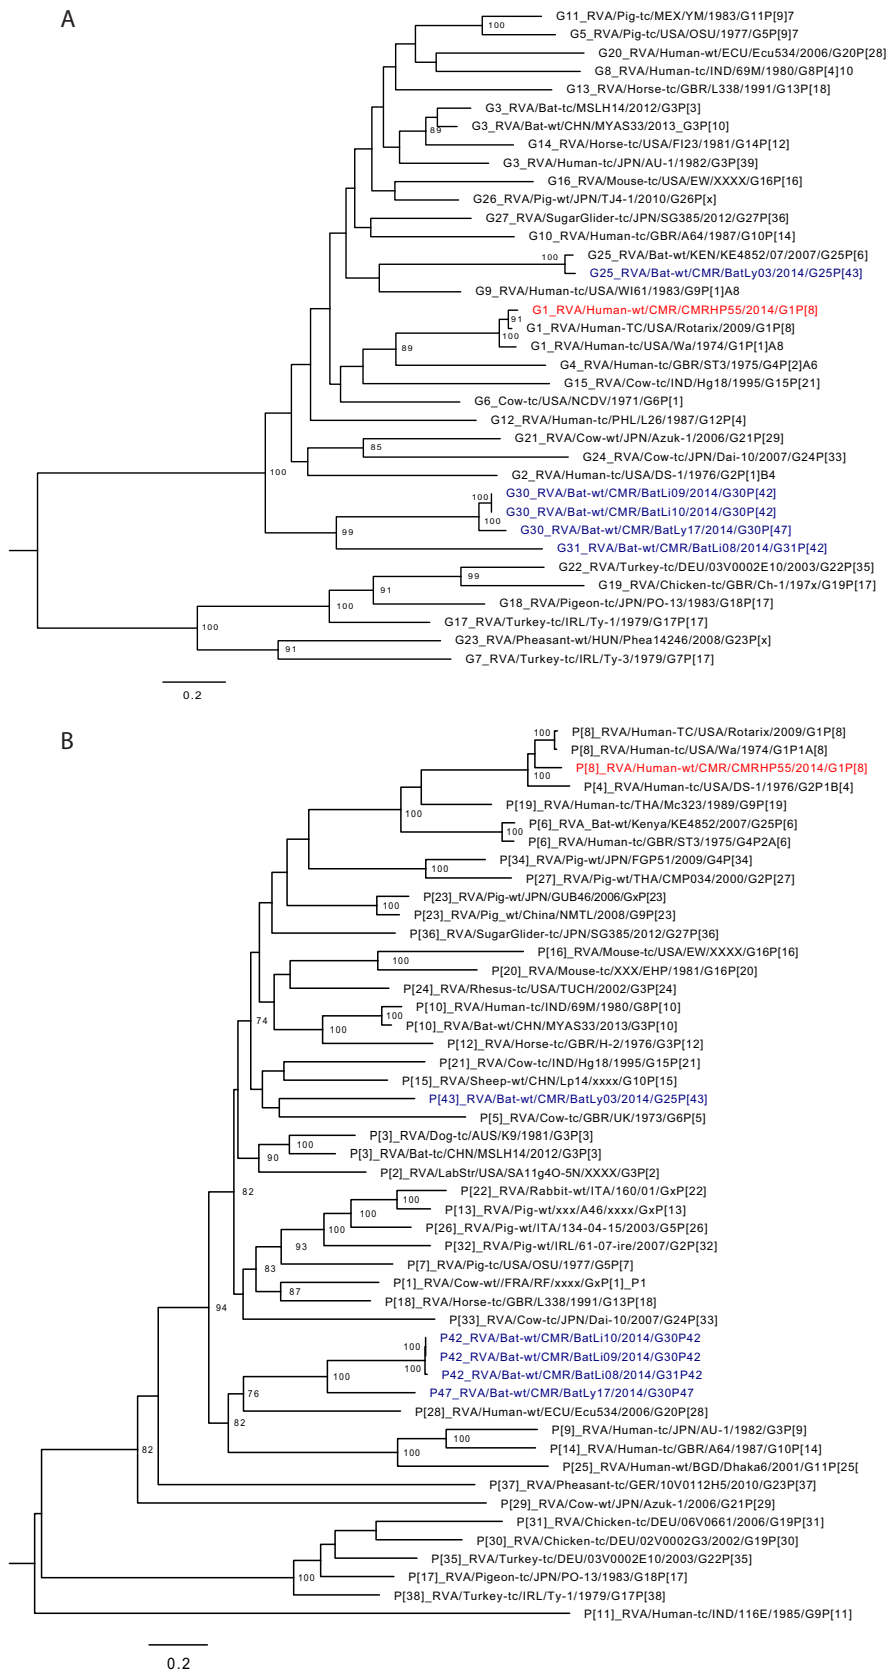 A
G11_RVA/Pig-tc/MEX/YM/1983/G11P[9]7
100
G5_RVA/Pig-tc/USA/OSU/1977/G5P[9]7
G20_RVA/Human-wt/ECU/Ecu534/2006/G20P[28]
G8_RVA/Human-tc/IND/69M/1980/G8P[4]10
G13_RVA/Horse-tc/GBR/L338/1991/G13P[18]
G3_RVA/Bat-tc/MSLH14/2012/G3P[3]
89
G3_RVA/Bat-wt/CHN/MYAS33/2013_G3P[10]
G14_RVA/Horse-tc/USA/FI23/1981/G14P[12]
G3_RVA/Human-tc/JPN/AU-1/1982/G3P[39]
G16_RVA/Mouse-tc/USA/EW/XXXX/G16P[16]
G26_RVA/Pig-wt/JPN/TJ4-1/2010/G26P[x]
G27_RVA/SugarGlider-tc/JPN/SG385/2012/G27P[36]
G10_RVA/Human-tc/GBR/A64/1987/G10P[14]
G25_RVA/Bat-wt/KEN/KE4852/07/2007/G25P[6]
100
G25_RVA/Bat-wt/CMR/BatLy03/2014/G25P[43]
G9_RVA/Human-tc/USA/WI61/1983/G9P[1]A8
G1_RVA/Human-wt/CMR/CMRHP55/2014/G1P[8]
91
G1_RVA/Human-TC/USA/Rotarix/2009/G1P[8]
100
G1_RVA/Human-tc/USA/Wa/1974/G1P[1]A8
89
G4_RVA/Human-tc/GBR/ST3/1975/G4P[2]A6
G15_RVA/Cow-tc/IND/Hg18/1995/G15P[21]
G6_Cow-tc/USA/NCDV/1971/G6P[1]
G12_RVA/Human-tc/PHL/L26/1987/G12P[4]
G21_RVA/Cow-wt/JPN/Azuk-1/2006/G21P[29]
85
G24_RVA/Cow-tc/JPN/Dai-10/2007/G24P[33]
100
G2_RVA/Human-tc/USA/DS-1/1976/G2P[1]B4
G30_RVA/Bat-wt/CMR/BatLi09/2014/G30P[42]
100
G30_RVA/Bat-wt/CMR/BatLi10/2014/G30P[42]
100
G30_RVA/Bat-wt/CMR/BatLy17/2014/G30P[47]
99
G31_RVA/Bat-wt/CMR/BatLi08/2014/G31P[42]
G22_RVA/Turkey-tc/DEU/03V0002E10/2003/G22P[35]
99
G19_RVA/Chicken-tc/GBR/Ch-1/197x/G19P[17]
91
G18_RVA/Pigeon-tc/JPN/PO-13/1983/G18P[17]
100
G17_RVA/Turkey-tc/IRL/Ty-1/1979/G17P[17]
100
G23_RVA/Pheasant-wt/HUN/Phea14246/2008/G23P[x]
91
G7_RVA/Turkey-tc/IRL/Ty-3/1979/G7P[17]
0.2
B
P[8]_RVA/Human-TC/USA/Rotarix/2009/G1P[8]
100
P[8]_RVA/Human-tc/USA/Wa/1974/G1P1A[8]
P[8]_RVA/Human-wt/CMR/CMRHP55/2014/G1P[8]
100
P[4]_RVA/Human-tc/USA/DS-1/1976/G2P1B[4]
P[19]_RVA/Human-tc/THA/Mc323/1989/G9P[19]
100
P[6]_RVA_Bat-wt/Kenya/KE4852/2007/G25P[6]
100
P[6]_RVA/Human-tc/GBR/ST3/1975/G4P2A[6]
P[34]_RVA/Pig-wt/JPN/FGP51/2009/G4P[34]
100
P[27]_RVA/Pig-wt/THA/CMP034/2000/G2P[27]
P[23]_RVA/Pig-wt/JPN/GUB46/2006/GxP[23]
100
P[23]_RVA/Pig_wt/China/NMTL/2008/G9P[23]
P[36]_RVA/SugarGlider-tc/JPN/SG385/2012/G27P[36]
P[16]_RVA/Mouse-tc/USA/EW/XXXX/G16P[16]
100
P[20]_RVA/Mouse-tc/XXX/EHP/1981/G16P[20]
P[24]_RVA/Rhesus-tc/USA/TUCH/2002/G3P[24]
P[10]_RVA/Human-tc/IND/69M/1980/G8P[10]
74
100
P[10]_RVA/Bat-wt/CHN/MYAS33/2013/G3P[10]
100
P[12]_RVA/Horse-tc/GBR/H-2/1976/G3P[12]
P[21]_RVA/Cow-tc/IND/Hg18/1995/G15P[21]
P[15]_RVA/Sheep-wt/CHN/Lp14/xxxx/G10P[15]
P[43]_RVA/Bat-wt/CMR/BatLy03/2014/G25P[43]
P[5]_RVA/Cow-tc/GBR/UK/1973/G6P[5]
P[3]_RVA/Dog-tc/AUS/K9/1981/G3P[3]
100
P[3]_RVA/Bat-tc/CHN/MSLH14/2012/G3P[3]
90
P[2]_RVA/LabStr/USA/SA11g4O-5N/XXXX/G3P[2]
82
P[22]_RVA/Rabbit-wt/ITA/160/01/GxP[22]
100
P[13]_RVA/Pig-wt/xxx/A46/xxxx/GxP[13]
100
P[26]_RVA/Pig-wt/ITA/134-04-15/2003/G5P[26]
100
93
P[32]_RVA/Pig-wt/IRL/61-07-ire/2007/G2P[32]
83
P[7]_RVA/Pig-tc/USA/OSU/1977/G5P[7]
P[1]_RVA/Cow-wt//FRA/RF/xxxx/GxP[1]_P1
87
P[18]_RVA/Horse-tc/GBR/L338/1991/G13P[18]
94
P[33]_RVA/Cow-tc/JPN/Dai-10/2007/G24P[33]
P42_RVA/Bat-wt/CMR/BatLi10/2014/G30P42
100
P42_RVA/Bat-wt/CMR/BatLi09/2014/G30P42
100
P42_RVA/Bat-wt/CMR/BatLi08/2014/G31P42
100
P47_RVA/Bat-wt/CMR/BatLy17/2014/G30P47
76
P[28]_RVA/Human-wt/ECU/Ecu534/2006/G20P[28]
82
P[9]_RVA/Human-tc/JPN/AU-1/1982/G3P[9]
100
P[14]_RVA/Human-tc/GBR/A64/1987/G10P[14]
82
100
P[25]_RVA/Human-wt/BGD/Dhaka6/2001/G11P[25[
P[37]_RVA/Pheasant-tc/GER/10V0112H5/2010/G23P[37]
P[29]_RVA/Cow-wt/JPN/Azuk-1/2006/G21P[29]
P[31]_RVA/Chicken-tc/DEU/06V0661/2006/G19P[31]
P[30]_RVA/Chicken-tc/DEU/02V0002G3/2002/G19P[30]
P[35]_RVA/Turkey-tc/DEU/03V0002E10/2003/G22P[35]
100
P[17]_RVA/Pigeon-tc/JPN/PO-13/1983/G18P[17]
P[38]_RVA/Turkey-tc/IRL/Ty-1/1979/G17P[38]
P[11]_RVA/Human-tc/IND/116E/1985/G9P[11]
0.2